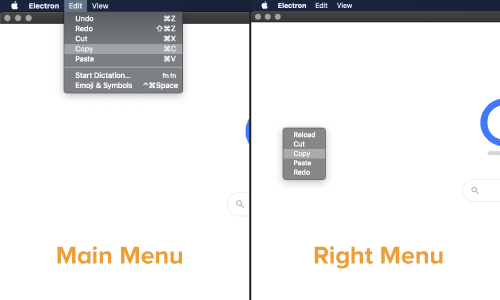 Electron Edit View
Undo ⌘Z
Redo ⇧⌘Z
Cut ⌘X
Copy ⌘C
Paste ⌘V
Start Dictation... fn fn
Emoji & Symbols ^⌘Space
Main Menu
Electron Edit View
Reload
Cut
Copy
Paste
Redo
Right Menu